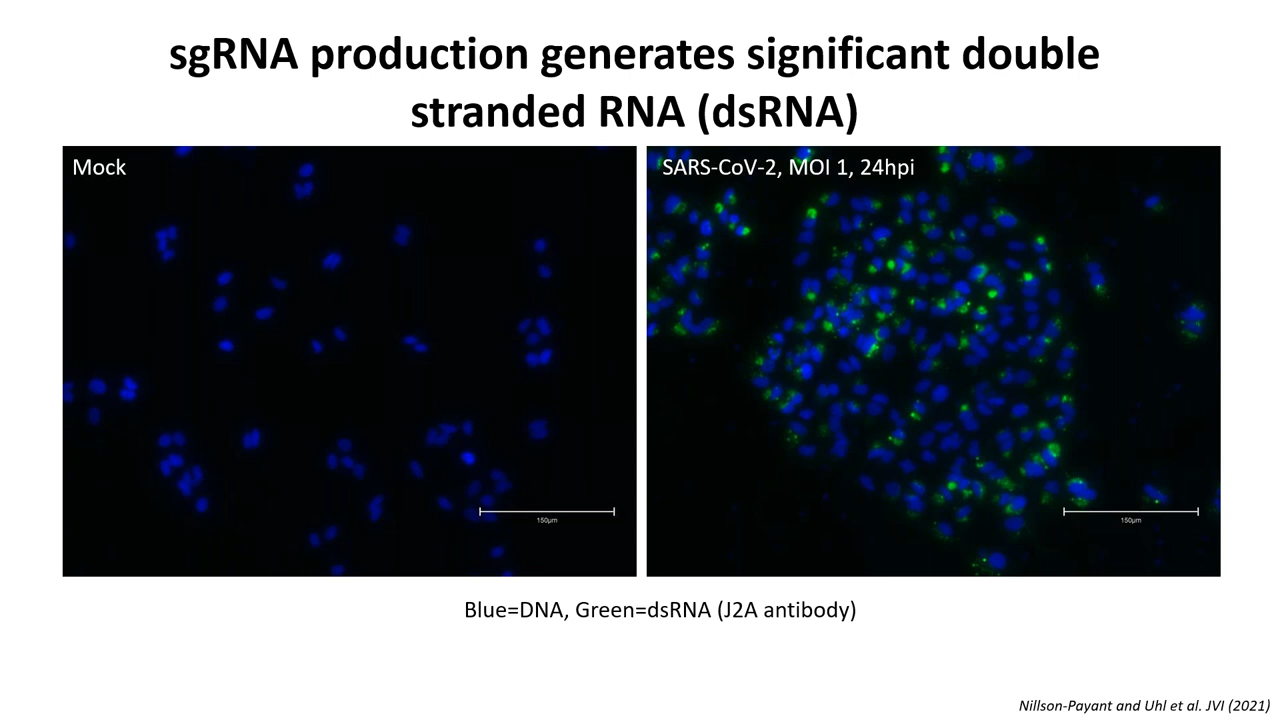 sgRNA production generates significant double
stranded RNA (dsRNA)
Mock
SARS-CoV-2, MOI 1, 24hpi
150µm
150µm
Blue=DNA, Green=dsRNA (J2A antibody)
Nillson-Payant and Uhl et al. JVI (2021)